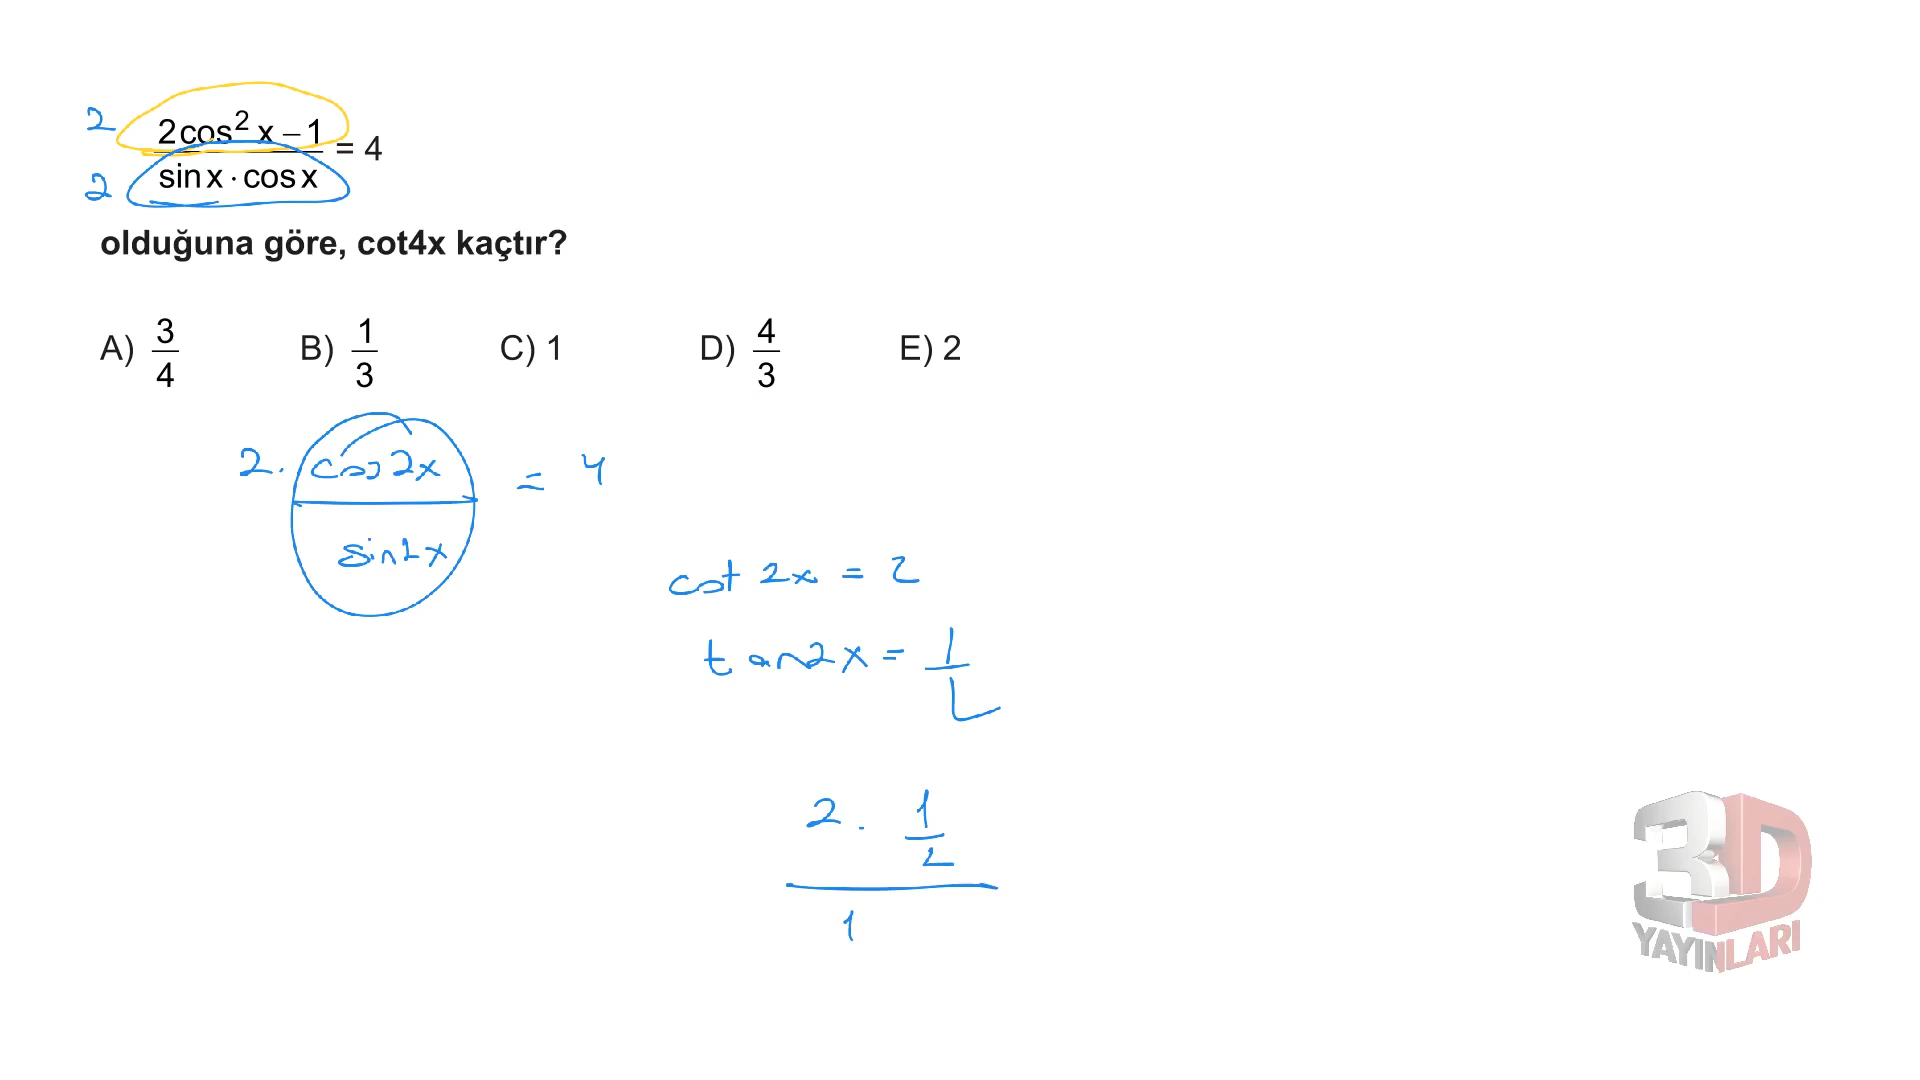 2 2cos² x – 1
2 sin x · cos x = 4
olduğuna göre, cot4x kaçtır?
A) 3/4 B) 1/3 C) 1 D) 4/3 E) 2
2. cos 2x / sin 2x = 4
cot 2x = 2
tan 2x = 1/2
2. 1/2
1
3D
YAYINLARI